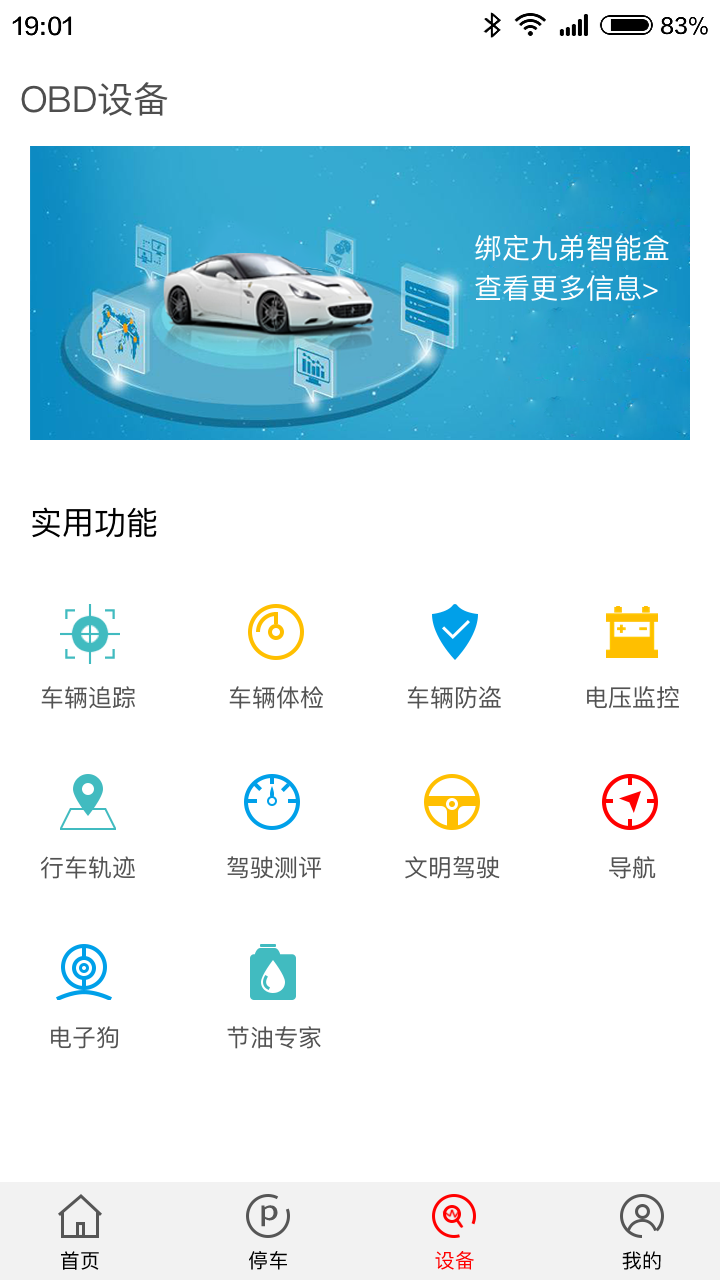 19:01
83%
OBD设备
绑定九弟智能盒
查看更多信息>
实用功能
车辆追踪
车辆体检
车辆防盗
电压监控
行车轨迹
驾驶测评
文明驾驶
导航
电子狗
节油专家
首页
停车
设备
我的